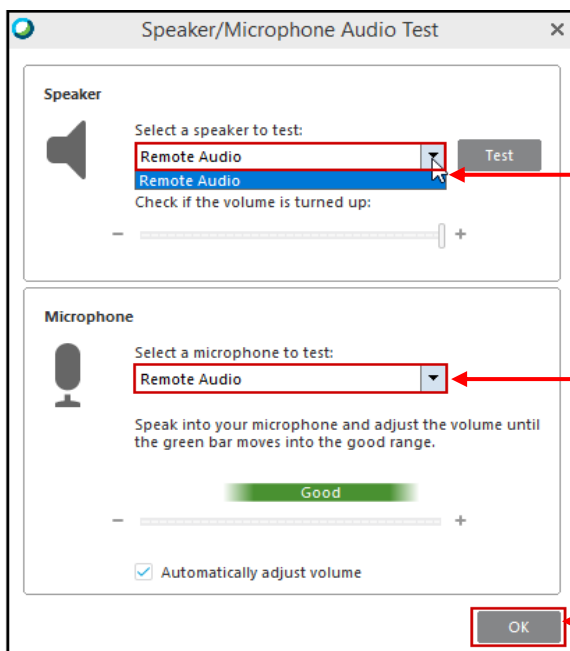 Speaker/Microphone Audio Test
Speaker
Select a speaker to test:
Remote Audio
Test
Remote Audio
Check if the volume is turned up:
Microphone
Select a microphone to test:
Remote Audio
Speak into your microphone and adjust the volume until
the green bar moves into the good range.
Good
Automatically adjust volume
OK